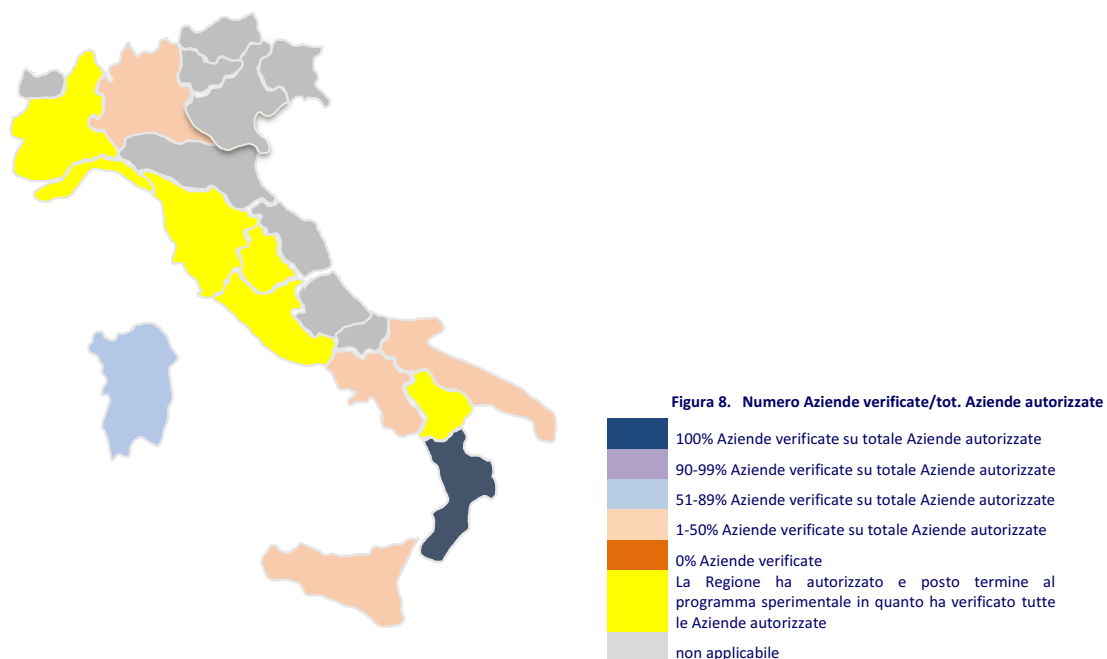 Figura 8. Numero Aziende verificate/tot. Aziende autorizzate
100% Aziende verificate su totale Aziende autorizzate
90-99% Aziende verificate su totale Aziende autorizzate
51-89% Aziende verificate su totale Aziende autorizzate
1-50% Aziende verificate su totale Aziende autorizzate
0% Aziende verificate
La Regione ha autorizzato e posto termine al
programma sperimentale in quanto ha verificato tutte
le Aziende autorizzate
non applicabile